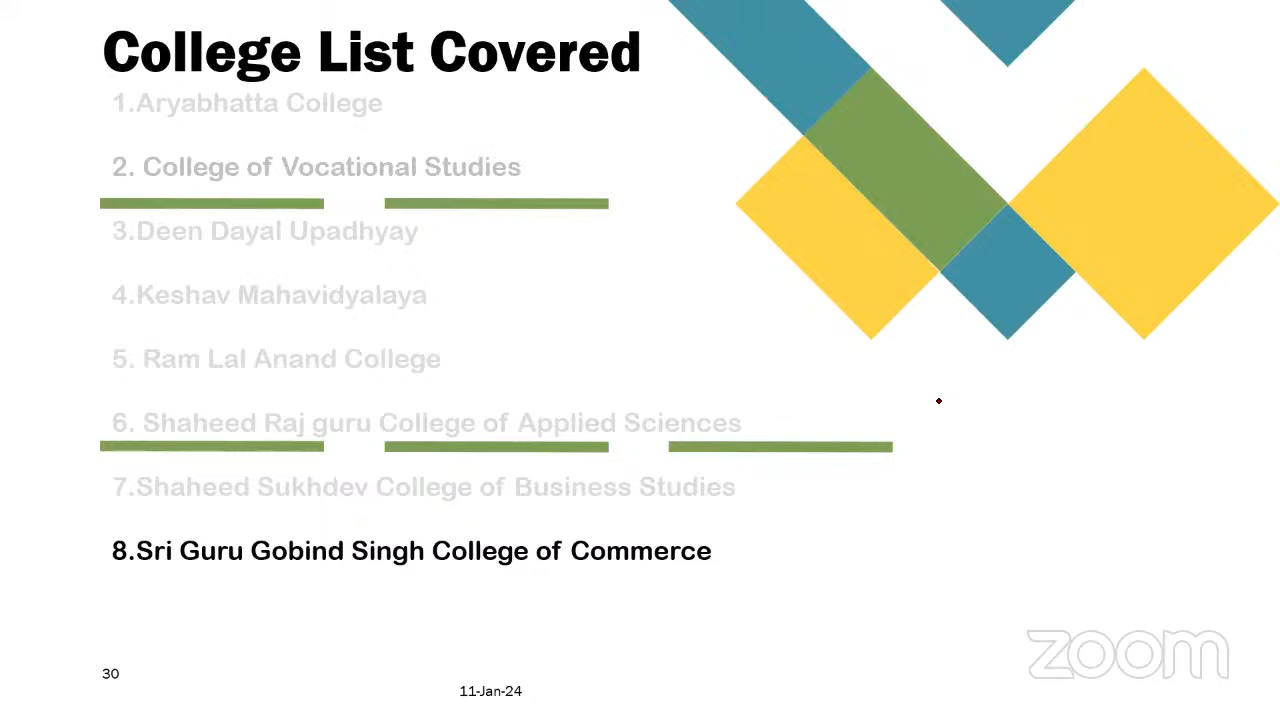 College List Covered
1.Aryabhatta College
2. College of Vocational Studies
3.Deen Dayal Upadhyay
4.Keshav Mahavidyalaya
5. Ram Lal Anand College
6. Shaheed Raj guru College of Applied Sciences
7.Shaheed Sukhdev College of Business Studies
8.Sri Guru Gobind Singh College of Commerce
30
11-Jan-24
zoom